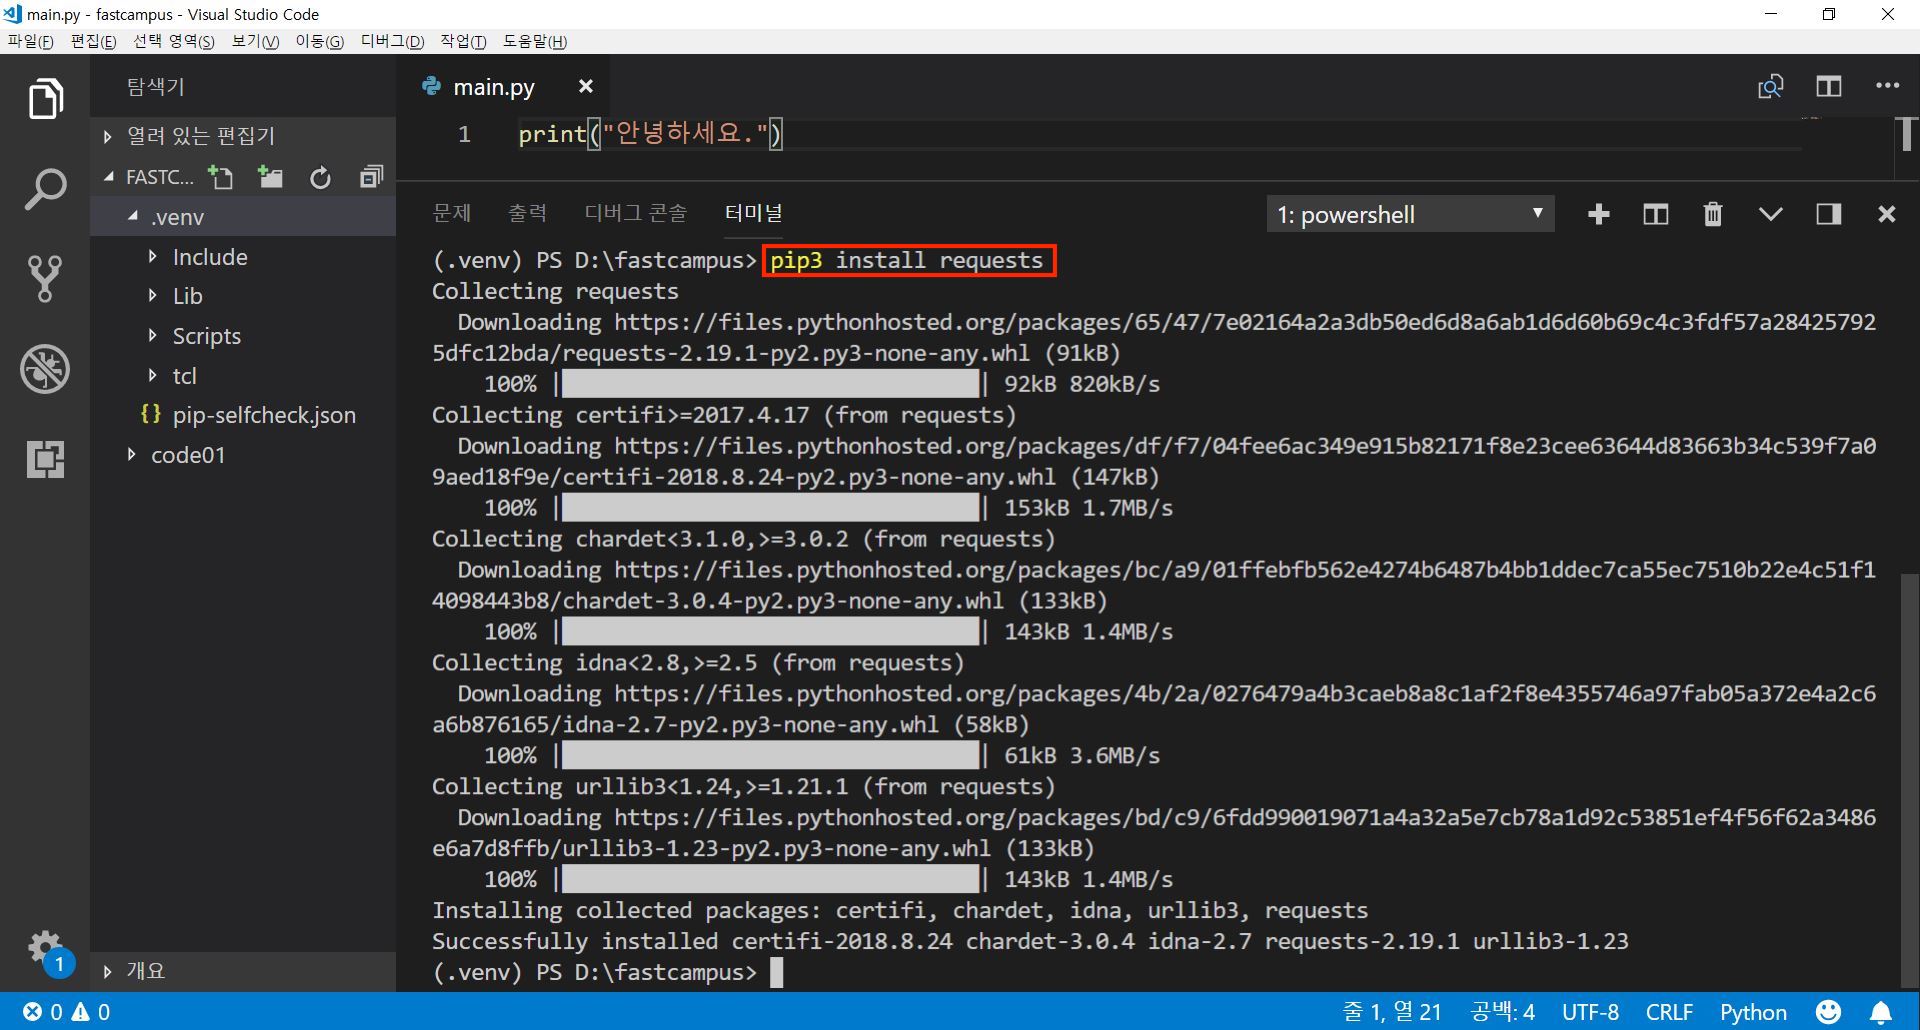 main.py - fastcampus - Visual Studio Code
파일(F) 편집(E) 선택 영역(S) 보기(V) 이동(G) 디버그(D) 작업(T) 도움말(H)
탐색기
열려 있는 편집기
FASTC...
.venv
Include
Lib
Scripts
tcl
{} pip-selfcheck.json
code01
개요
1
main.py
1 print("안녕하세요.")
문제 출력 디버그 콘솔 터미널 1: powershell
(.venv) PS D:\fastcampus> pip3 install requests
Collecting requests
  Downloading https://files.pythonhosted.org/packages/65/47/7e02164a2a3db50ed6d8a6ab1d6d60b69c4c3fdf57a28425792
5dfc12bda/requests-2.19.1-py2.py3-none-any.whl (91kB)
    100% || 92kB 820kB/s
Collecting certifi>=2017.4.17 (from requests)
  Downloading https://files.pythonhosted.org/packages/df/f7/04fee6ac349e915b82171f8e23cee63644d83663b34c539f7a0
9aed18f9e/certifi-2018.8.24-py2.py3-none-any.whl (147kB)
    100% || 153kB 1.7MB/s
Collecting chardet<3.1.0,>=3.0.2 (from requests)
  Downloading https://files.pythonhosted.org/packages/bc/a9/01ffebfb562e4274b6487b4bb1ddec7ca55ec7510b22e4c51f1
4098443b8/chardet-3.0.4-py2.py3-none-any.whl (133kB)
    100% || 143kB 1.4MB/s
Collecting idna<2.8,>=2.5 (from requests)
  Downloading https://files.pythonhosted.org/packages/4b/2a/0276479a4b3caeb8a8c1af2f8e4355746a97fab05a372e4a2c6
a6b876165/idna-2.7-py2.py3-none-any.whl (58kB)
    100% || 61kB 3.6MB/s
Collecting urllib3<1.24,>=1.21.1 (from requests)
  Downloading https://files.pythonhosted.org/packages/bd/c9/6fdd990019071a4a32a5e7cb78a1d92c53851ef4f56f62a3486
e6a7d8ffb/urllib3-1.23-py2.py3-none-any.whl (133kB)
    100% || 143kB 1.4MB/s
Installing collected packages: certifi, chardet, idna, urllib3, requests
Successfully installed certifi-2018.8.24 chardet-3.0.4 idna-2.7 requests-2.19.1 urllib3-1.23
(.venv) PS D:\fastcampus>
0 0 줄 1, 열 21 공백: 4 UTF-8 CRLF Python